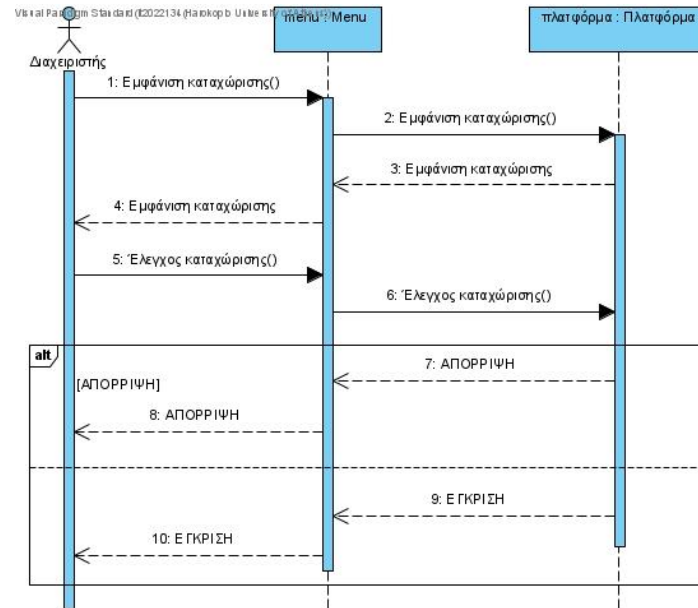 Visual Paradigm Standard
menu : Menu
πλατφόρμα : Πλατφόρμα
Διαχειριστής
1: Εμφάνιση καταχώρισης()
2: Εμφάνιση καταχώρισης()
3: Εμφάνιση καταχώρισης
4: Εμφάνιση καταχώρισης
5: Έλεγχος καταχώρισης()
6: Έλεγχος καταχώρισης()
alt
7: ΑΠΟΡΡΙΨΗ
[ΑΠΟΡΡΙΨΗ]
8: ΑΠΟΡΡΙΨΗ
9: ΕΓΚΡΙΣΗ
10: ΕΓΚΡΙΣΗ